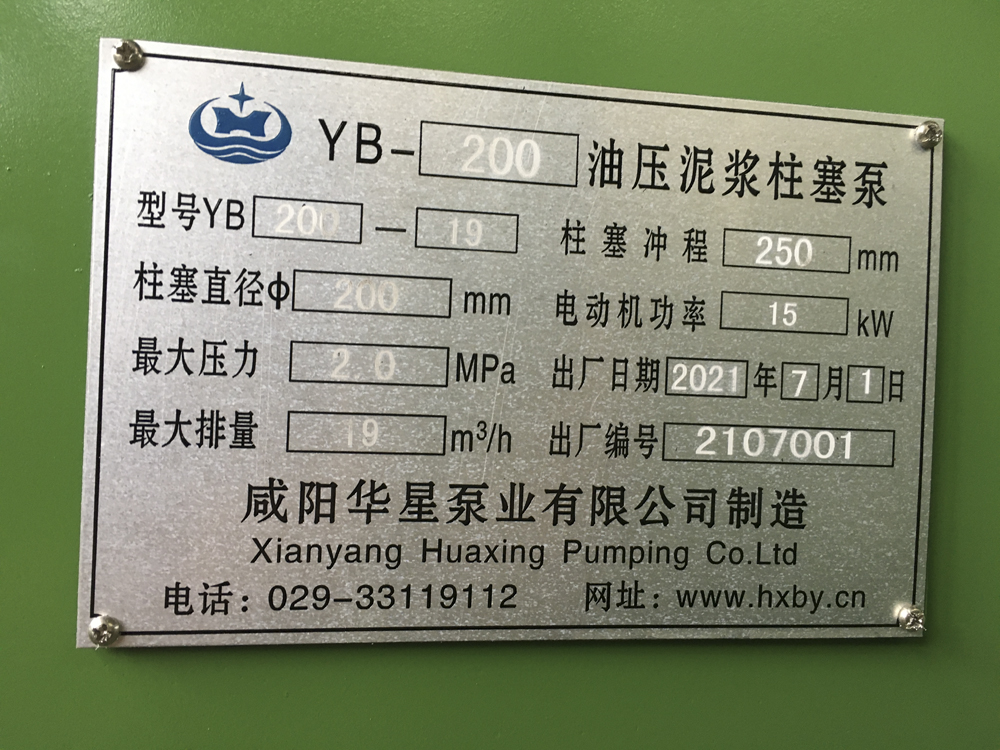 YB-200油压泥浆柱塞泵
型号YB 200 — 19 柱塞冲程 250 mm
柱塞直径ф 200 mm 电动机功率 15 kW
最大压力 2.0 MPa 出厂日期 2021 年 7 月 1 日
最大排量 19 m³/h 出厂编号 2107001
咸阳华星泵业有限公司制造
Xianyang Huaxing Pumping Co.Ltd
电话：029-33119112 网址：www.hxby.cn